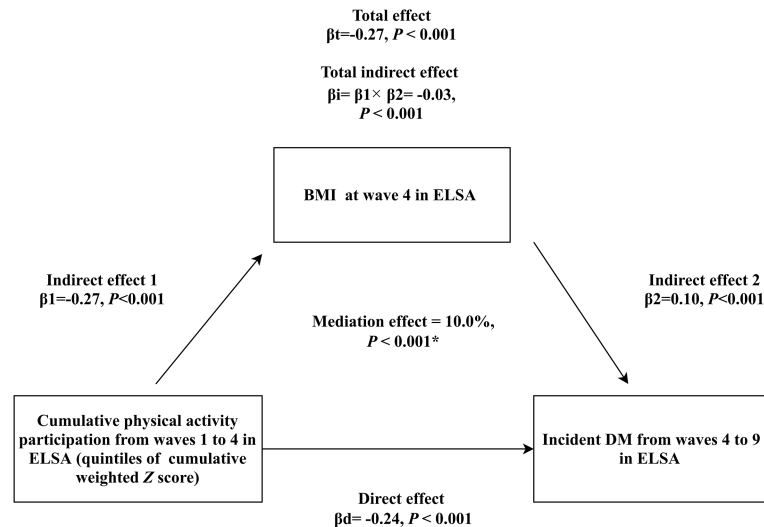 Total effect
βt=-0.27, P < 0.001
Total indirect effect
βi= β1× β2= -0.03,
P < 0.001
BMI at wave 4 in ELSA
Indirect effect 1
β1=-0.27, P<0.001
Indirect effect 2
β2=0.10, P<0.001
Mediation effect = 10.0%,
P < 0.001*
Cumulative physical activity
participation from waves 1 to 4 in
ELSA (quintiles of cumulative
weighted Z score)
Incident DM from waves 4 to 9
in ELSA
Direct effect
βd= -0.24, P < 0.001